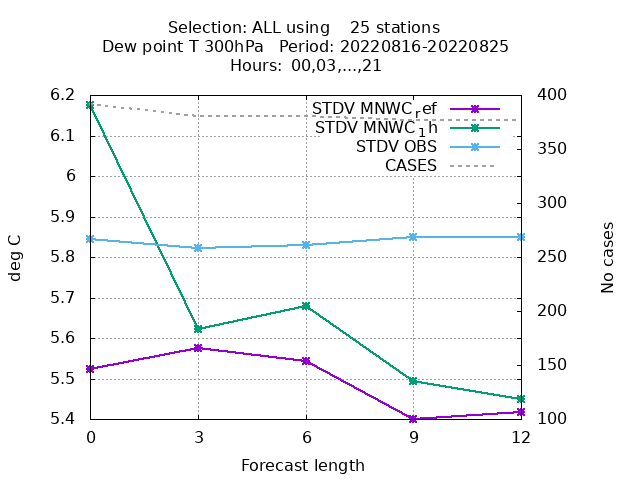 Selection: ALL using    25 stations
Dew point T 300hPa   Period: 20220816-20220825
Hours: 00,03,...,21
6.2
6.1
6
5.9
5.8
5.7
5.6
5.5
5.4
deg C
STDV MNWC_ref
STDV MNWC_1h
STDV OBS
CASES
400
350
300
250
200
150
100
No cases
0 3 6 9 12
Forecast length